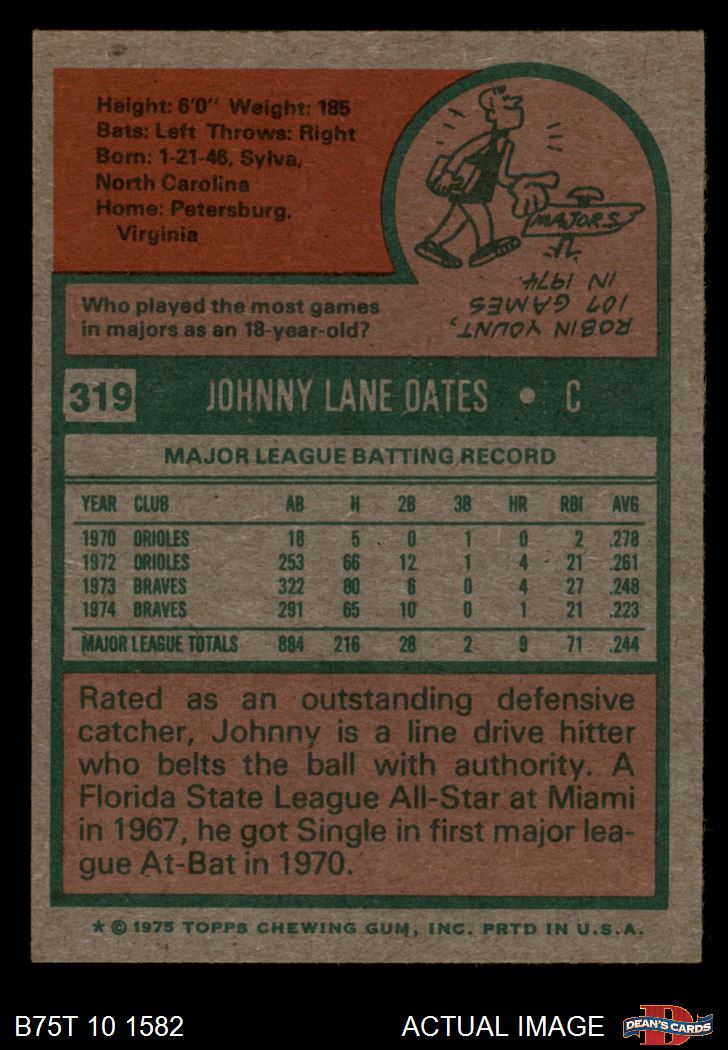 Height: 6'0" Weight: 185
Bats: Left Throws: Right
Born: 1-21-46, Sylva,
North Carolina
Home: Petersburg,
Virginia
MAJORS
Who played the most games
in majors as an 18-year-old?
ROBIN YOUNT,
107 GAMES
IN 1974.
319 JOHNNY LANE OATES • C
MAJOR LEAGUE BATTING RECORD
YEAR CLUB AB H 2B 3B HR RBI AVG
1970 ORIOLES 18 5 0 1 0 2 .278
1972 ORIOLES 253 66 12 1 4 21 .261
1973 BRAVES 322 80 6 0 4 27 .248
1974 BRAVES 291 65 10 0 1 21 .223
MAJOR LEAGUE TOTALS 884 216 28 2 9 71 .244
Rated as an outstanding defensive
catcher, Johnny is a line drive hitter
who belts the ball with authority. A
Florida State League All-Star at Miami
in 1967, he got Single in first major lea-
gue At-Bat in 1970.
* © 1975 TOPPS CHEWING GUM, INC. PRTD IN U.S.A.
B75T 10 1582 ACTUAL IMAGE D DEAN'S CARDS